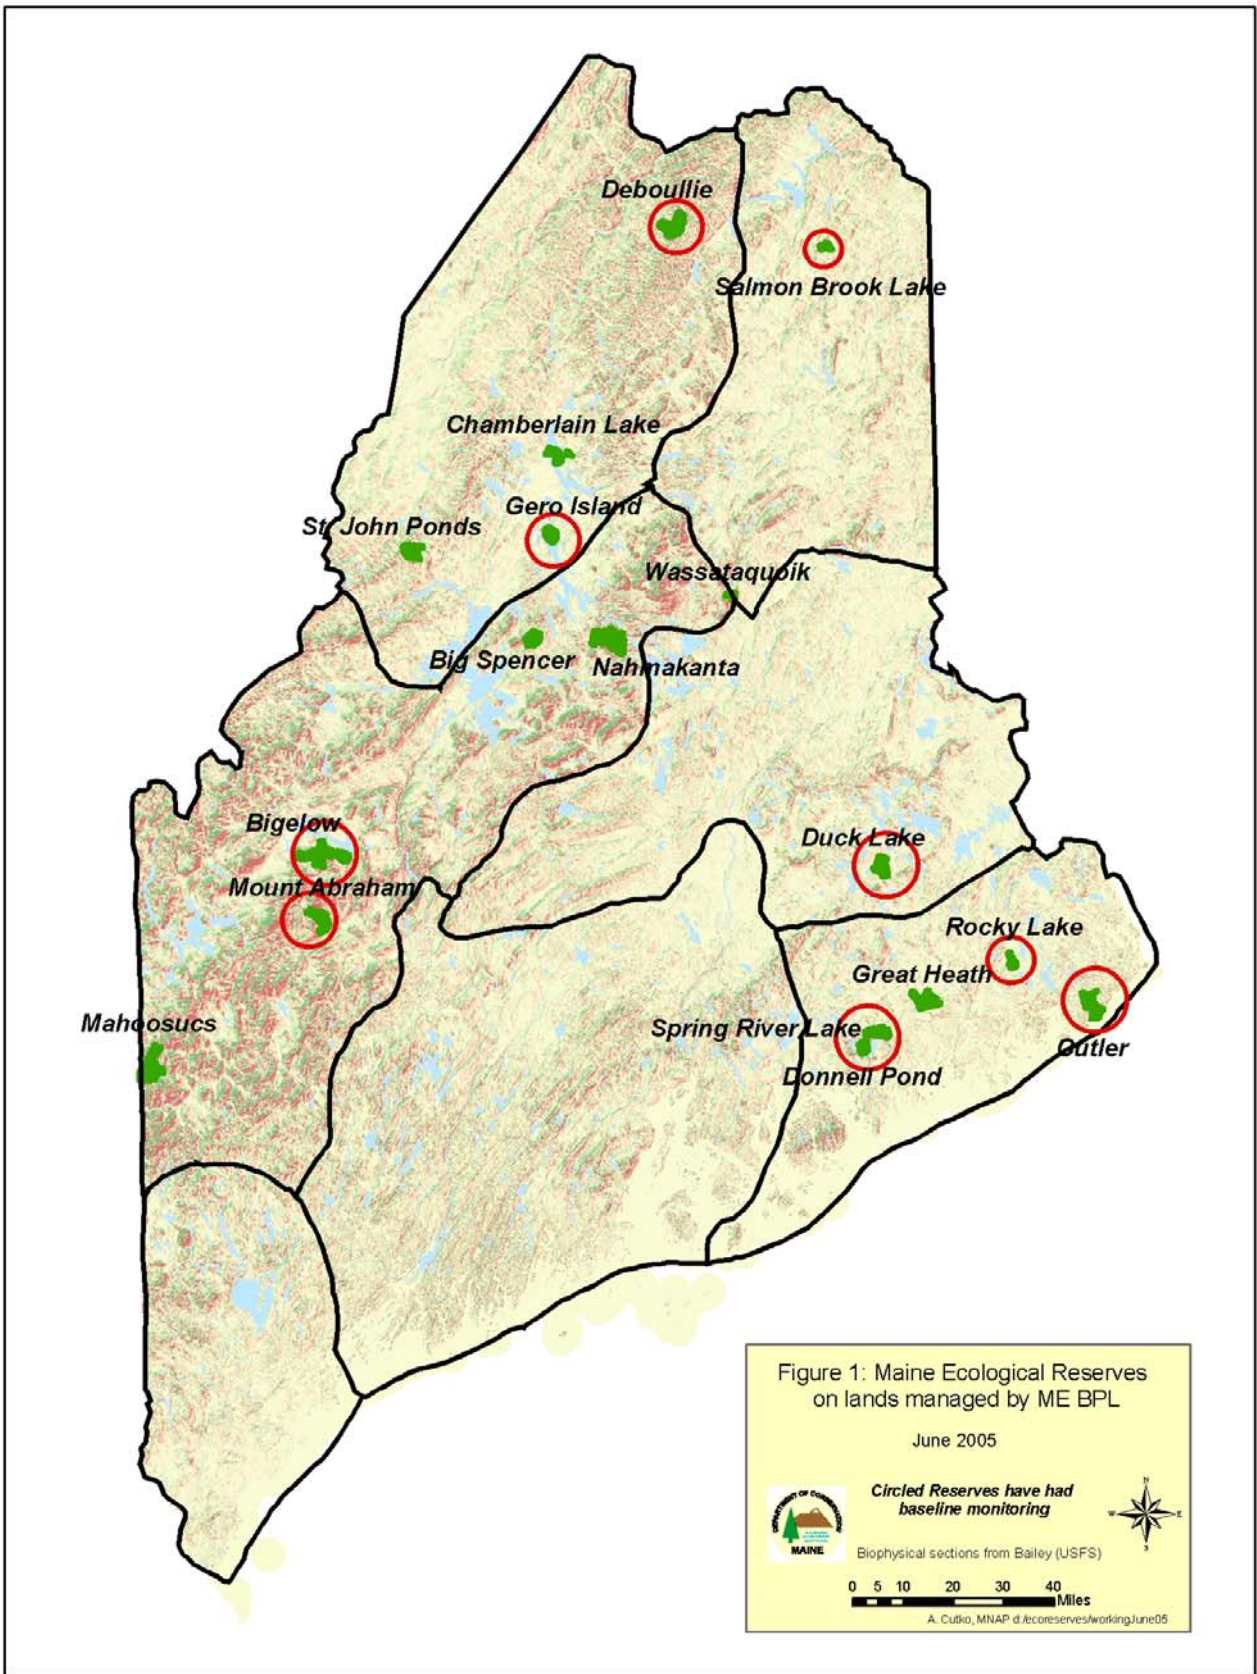 Deboullie
Salmon Brook Lake
Chamberlain Lake
Gero Island
St. John Ponds
Wassataquoik
Big Spencer
Nahmakanta
Bigelow
Duck Lake
Mount Abraham
Rocky Lake
Great Heath
Mahoosucs
Spring River Lake
Cutler
Donnell Pond
Figure 1: Maine Ecological Reserves
on lands managed by ME BPL
June 2005
Circled Reserves have had
baseline monitoring
DEPARTMENT OF CONSERVATION
MAINE
N
W
E
S
Biophysical sections from Bailey (USFS)
0 5 10 20 30 40
Miles
A. Cutko, MNAP d:/ecoreserves/workingJune05